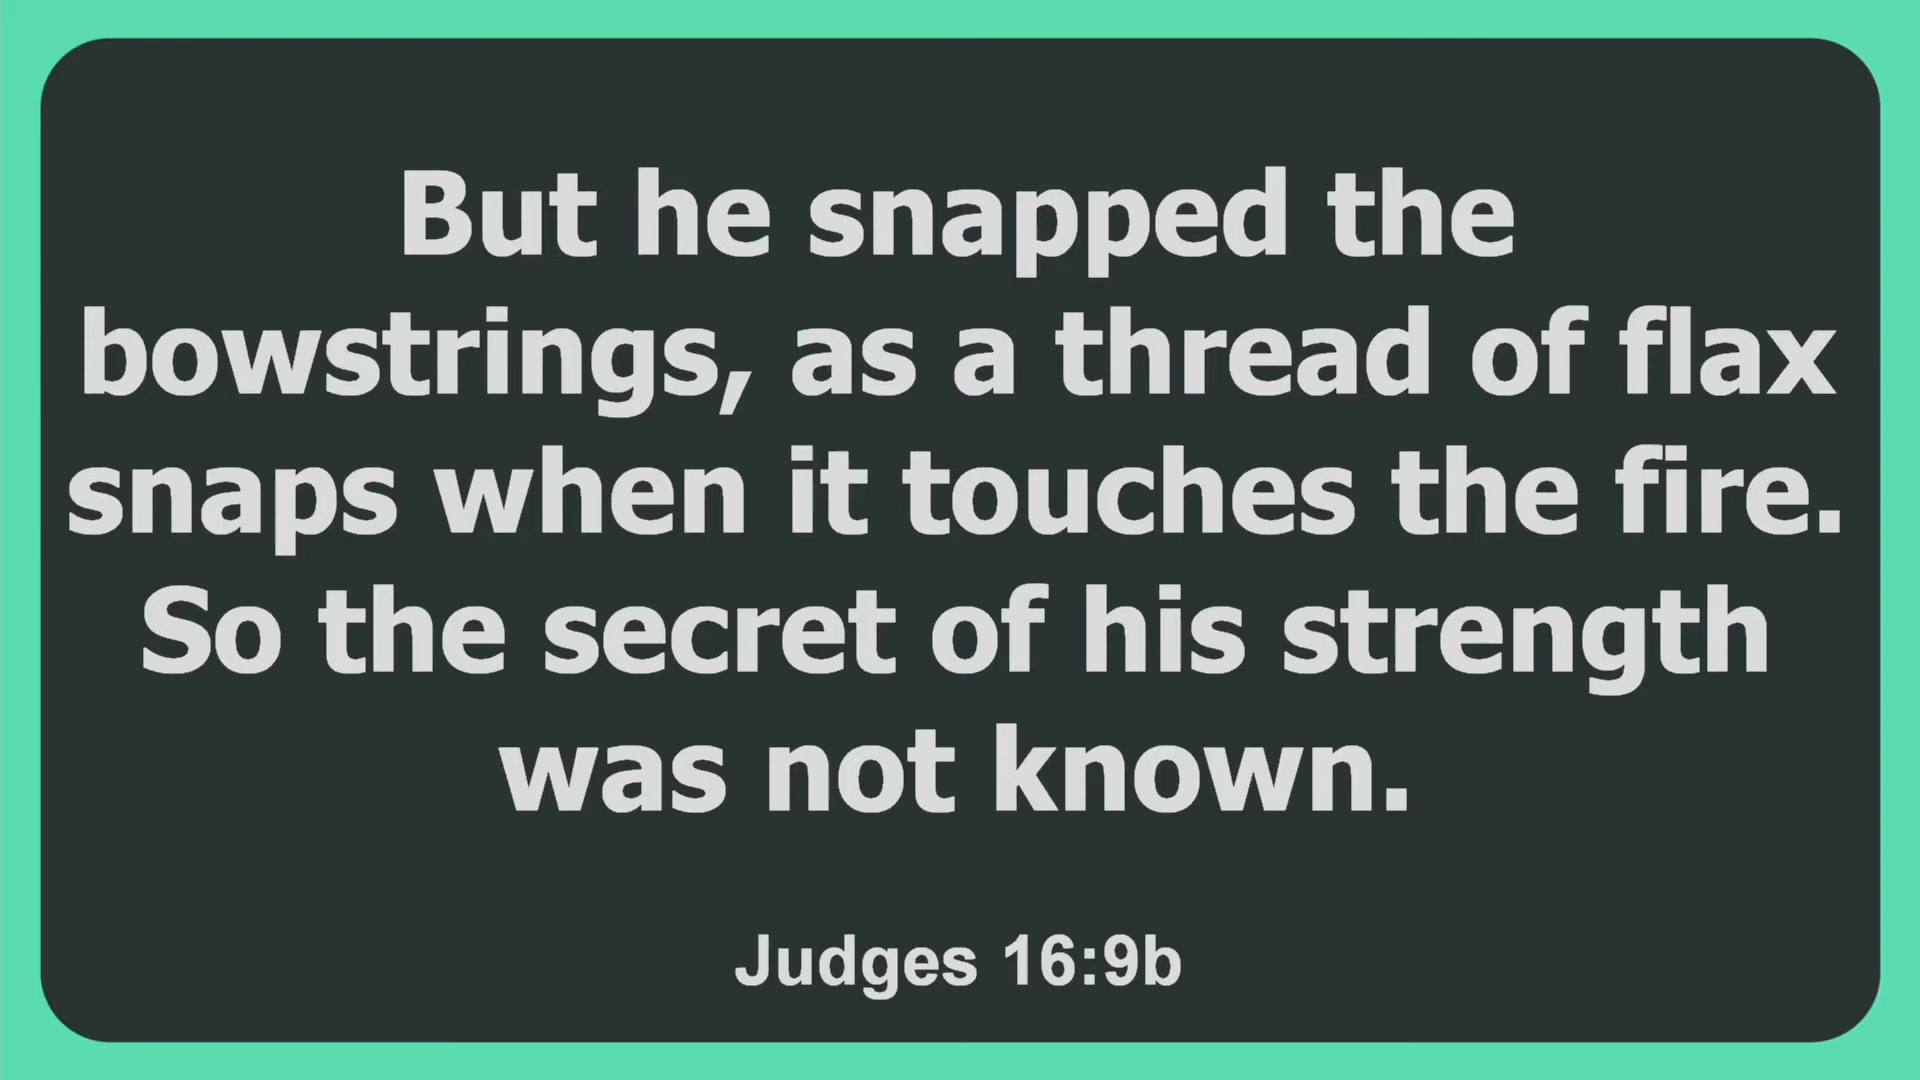 But he snapped the
bowstrings, as a thread of flax
snaps when it touches the fire.
So the secret of his strength
was not known.
Judges 16:9b